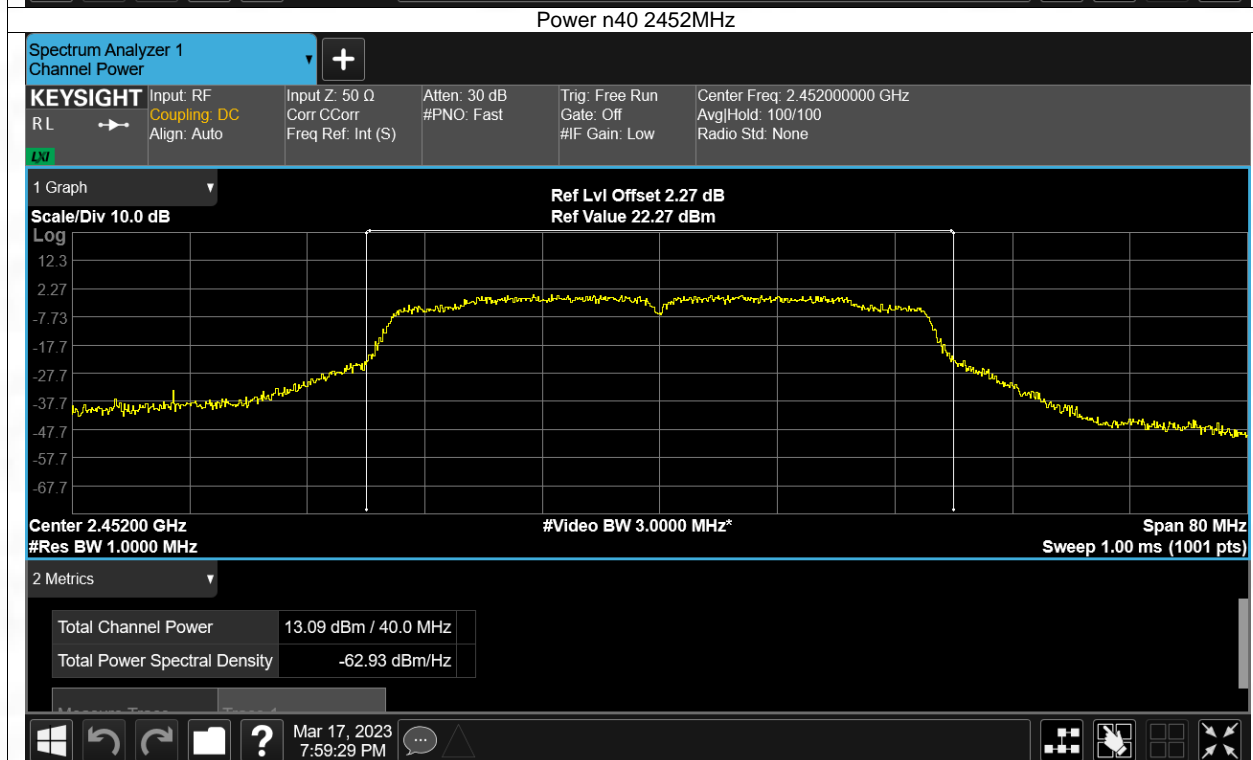 Power n40 2452MHz
Spectrum Analyzer 1
Channel Power
KEYSIGHT
R L
LXI
Input: RF
Coupling: DC
Align: Auto
Input Z: 50 Ω
Corr CCorr
Freq Ref: Int (S)
Atten: 30 dB
#PNO: Fast
Trig: Free Run
Gate: Off
#IF Gain: Low
Center Freq: 2.452000000 GHz
Avg|Hold: 100/100
Radio Std: None
1 Graph
Ref Lvl Offset 2.27 dB
Scale/Div 10.0 dB
Ref Value 22.27 dBm
Log
12.3
2.27
-7.73
-17.7
-27.7
-37.7
-47.7
-57.7
-67.7
Center 2.45200 GHz
#Video BW 3.0000 MHz*
Span 80 MHz
#Res BW 1.0000 MHz
Sweep 1.00 ms (1001 pts)
2 Metrics
Total Channel Power 13.09 dBm / 40.0 MHz
Total Power Spectral Density -62.93 dBm/Hz
?
Mar 17, 2023
7:59:29 PM